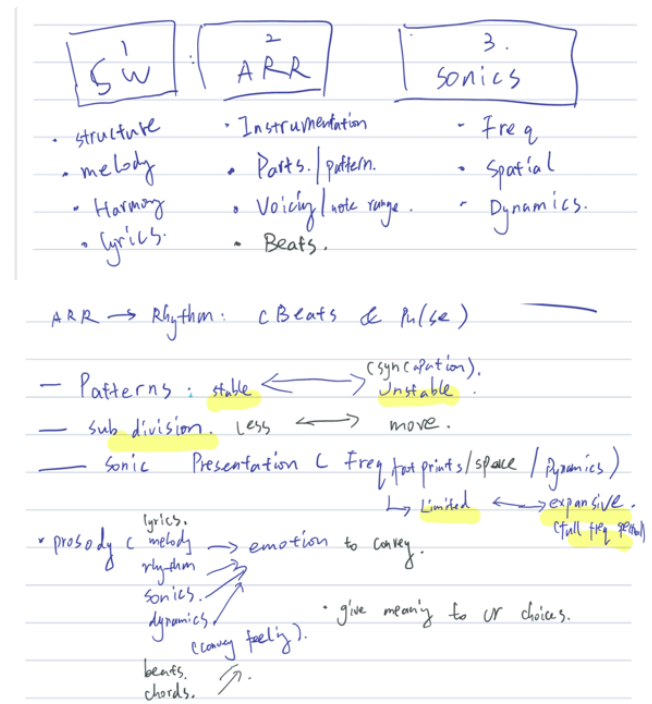 1
SW
:
2
ARR
3.
Sonics
· structure
· melody
· Harmony
· lyrics.
· Instrumentation
· Parts./pattern.
· Voicing/note range.
· Beats.
- Freq
· Spatial
- Dynamics.
ARR → Rhythm: (Beats & Pulse)
(syncapation).
— Patterns: stable ⟷ Unstable.
— sub division. Less ⟷ move.
— Sonic Presentation ( Freq foot prints/space / Dynamics)
↳ Limited ⟷ expansive.
(full freq
lyrics.
• prosody ( melody → emotion to convey.
rhythm
sonics.
dynamics.
(convey feeling).
· give meaning to ur choices.
beats.
chords.